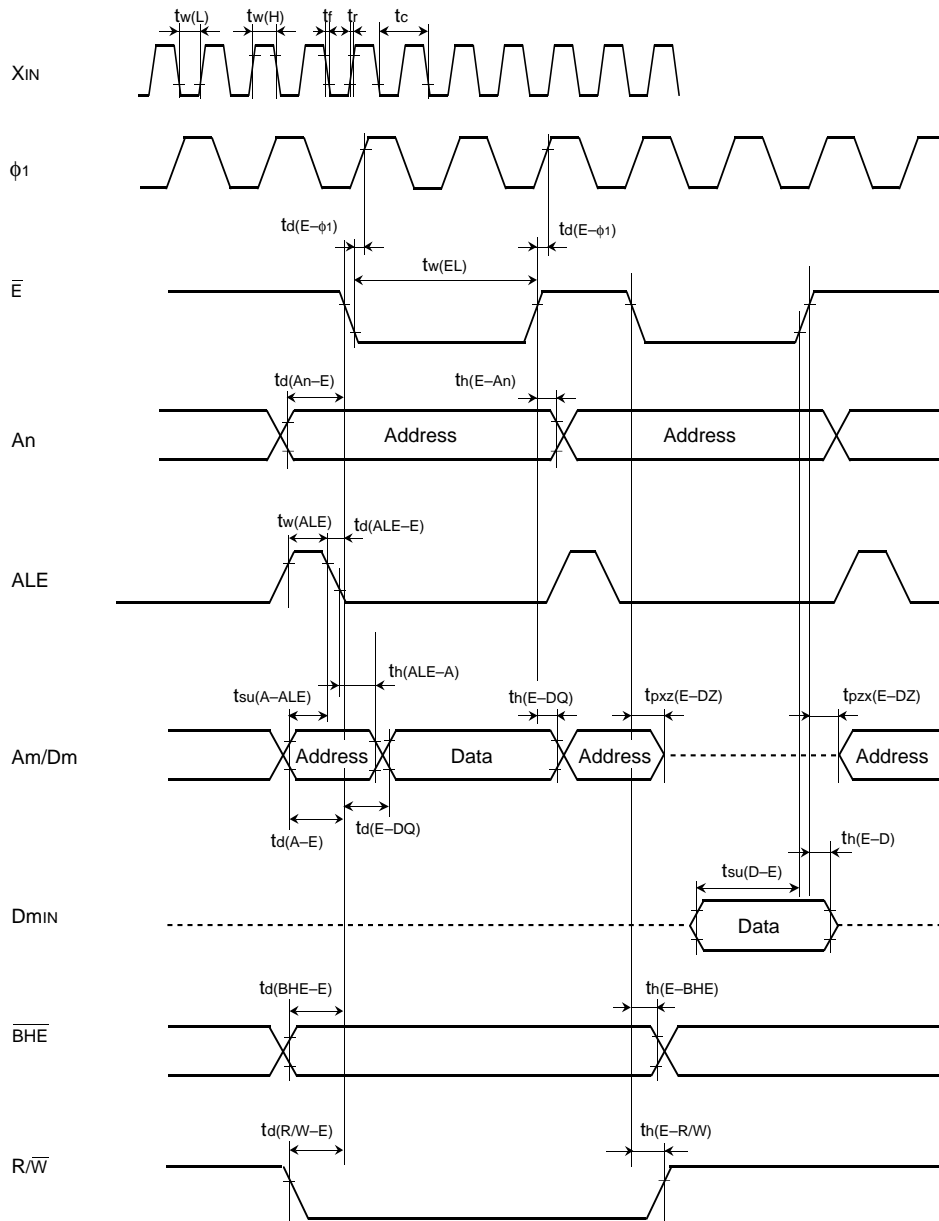 tw(L) tw(H) tf tr tc
XIN
ϕ1
td(E–ϕ1) td(E–ϕ1)
tw(EL)
E̅
td(An–E) th(E–An)
An Address Address
tw(ALE) td(ALE–E)
ALE
th(ALE–A)
tsu(A–ALE) th(E–DQ) tpxz(E–DZ) tpzx(E–DZ)
Am/Dm Address Data Address Address
td(A–E) td(E–DQ)
th(E–D)
tsu(D–E)
DmIN Data
td(BHE–E) th(E–BHE)
B̅H̅E̅
td(R/W–E) th(E–R/W)
R/W̅